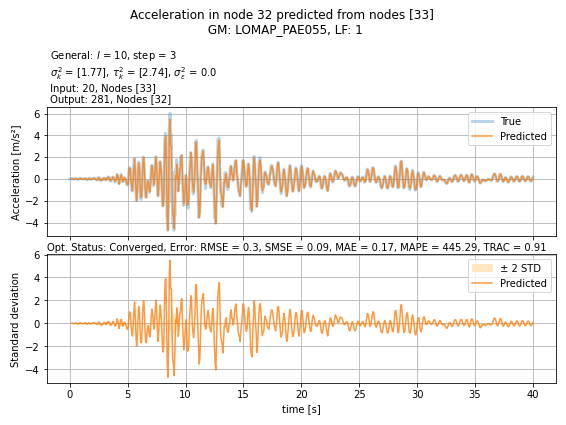 Acceleration in node 32 predicted from nodes [33]
GM: LOMAP_PAE055, LF: 1
General: l = 10, step = 3
σ²ₖ = [1.77], τ²ₖ = [2.74], σ²ε = 0.0
Input: 20, Nodes [33]
Output: 281, Nodes [32]
Acceleration [m/s²]
6
4
2
0
−2
−4
True
Predicted
Opt. Status: Converged, Error: RMSE = 0.3, SMSE = 0.09, MAE = 0.17, MAPE = 445.29, TRAC = 0.91
Standard deviation
6
4
2
0
−2
−4
± 2 STD
Predicted
0 5 10 15 20 25 30 35 40
time [s]